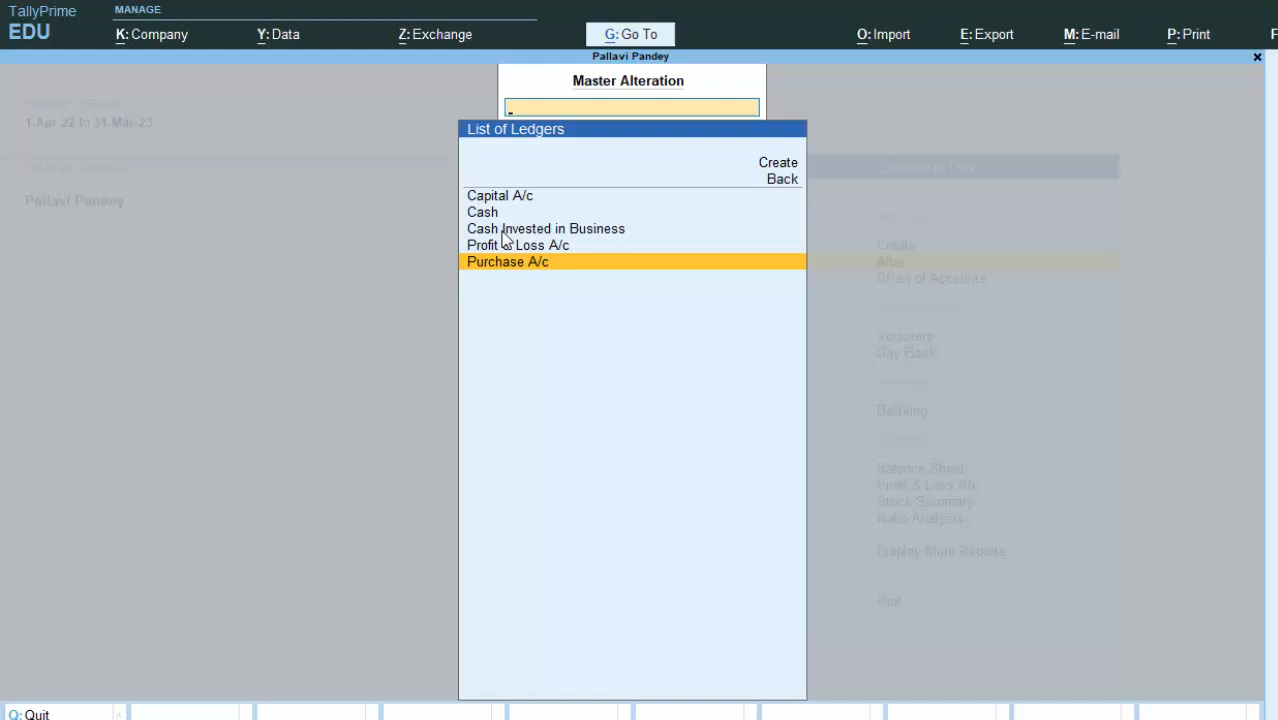 TallyPrime
MANAGE
EDU
K: Company
Y: Data
Z: Exchange
G: Go To
O: Import
E: Export
M: E-mail
P: Print
F
Pallavi Pandey
Master Alteration
List of Ledgers
Create
Back
Capital A/c
Cash
Cash Invested in Business
Profit & Loss A/c
Purchase A/c
1-Apr-22 to 31-Mar-23
Pallavi Pandey
Create
Alter
Chart of Accounts
Vouchers
Day Book
Banking
Balance Sheet
Profit & Loss A/c
Stock Summary
Ratio Analysis
Display More Reports
Quit
Q: Quit